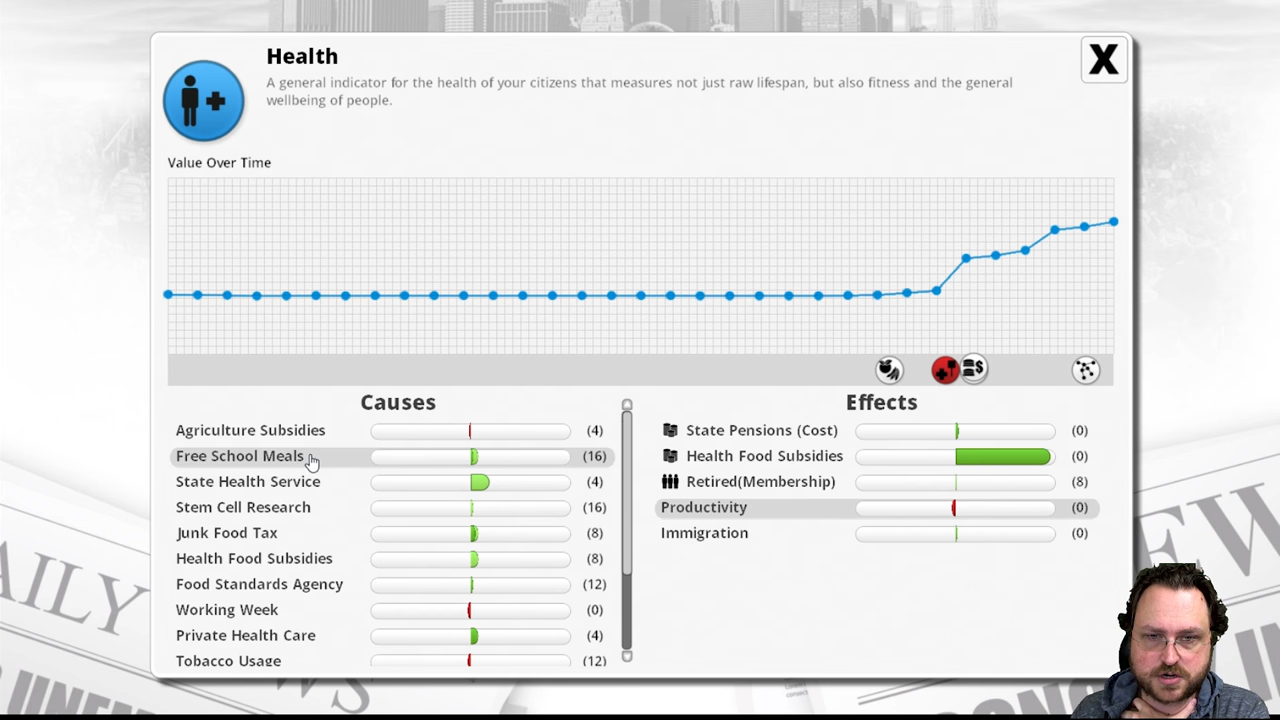 Health
A general indicator for the health of your citizens that measures not just raw lifespan, but also fitness and the general
wellbeing of people.
X
Value Over Time
Causes
Agriculture Subsidies (4)
Free School Meals (16)
State Health Service (4)
Stem Cell Research (16)
Junk Food Tax (8)
Health Food Subsidies (8)
Food Standards Agency (12)
Working Week (0)
Private Health Care (4)
Tobacco Usage (12)
Effects
State Pensions (Cost) (0)
Health Food Subsidies (0)
Retired(Membership) (8)
Productivity (0)
Immigration (0)